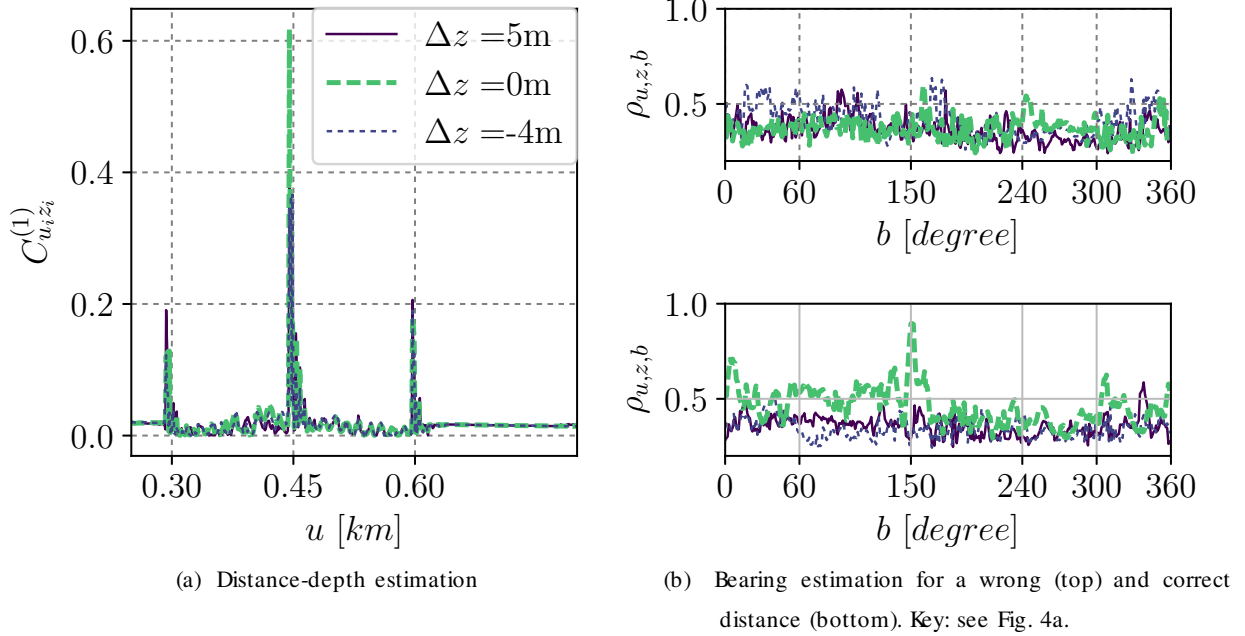 0.6
0.4
0.2
0.0
C_{u_i z_i}^{(1)}
Δz =5m
Δz =0m
Δz =-4m
0.30 0.45 0.60
u [km]
(a) Distance-depth estimation
1.0
0.5
ρ_{u,z,b}
0 60 150 240 300 360
b [degree]
1.0
0.5
ρ_{u,z,b}
0 60 150 240 300 360
b [degree]
(b) Bearing estimation for a wrong (top) and correct
distance (bottom). Key: see Fig. 4a.